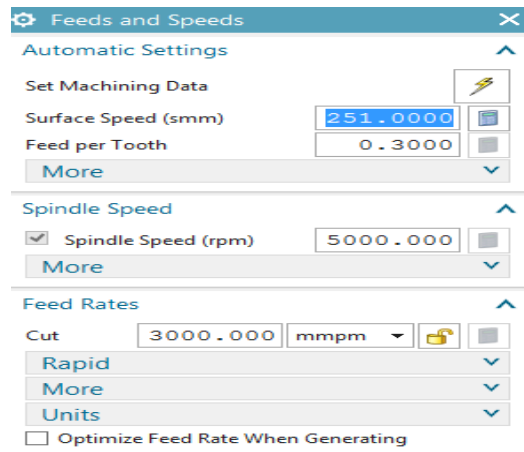 Feeds and Speeds
Automatic Settings
Set Machining Data
Surface Speed (smm) 251.0000
Feed per Tooth 0.3000
More
Spindle Speed
Spindle Speed (rpm) 5000.000
More
Feed Rates
Cut 3000.000 mmpm
Rapid
More
Units
Optimize Feed Rate When Generating